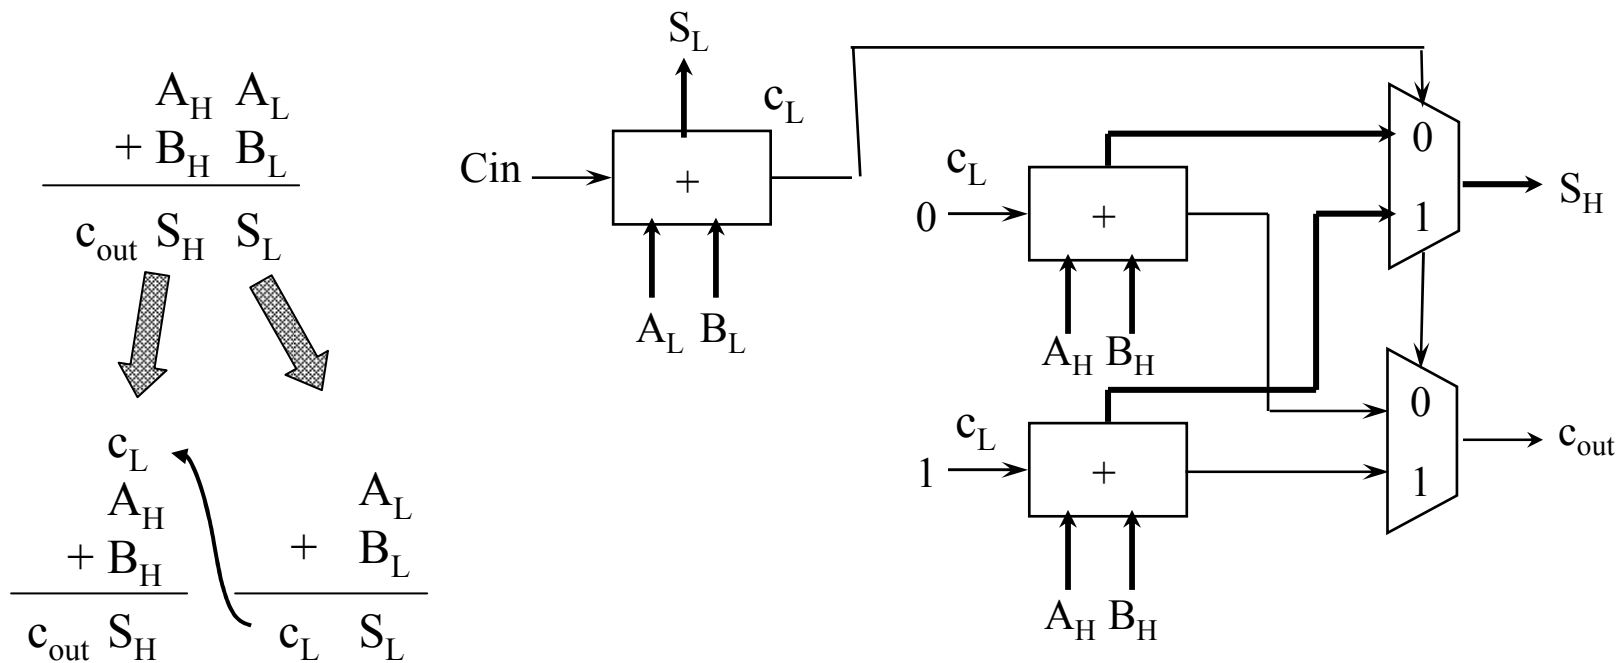 A_H A_L
+ B_H B_L
c_out S_H S_L
c_L
A_H
+ B_H
c_out S_H
A_L
+ B_L
c_L S_L
S_L
c_L
Cin
+
A_L B_L
c_L
0
+
A_H B_H
c_L
1
+
A_H B_H
0
1
S_H
0
1
c_out